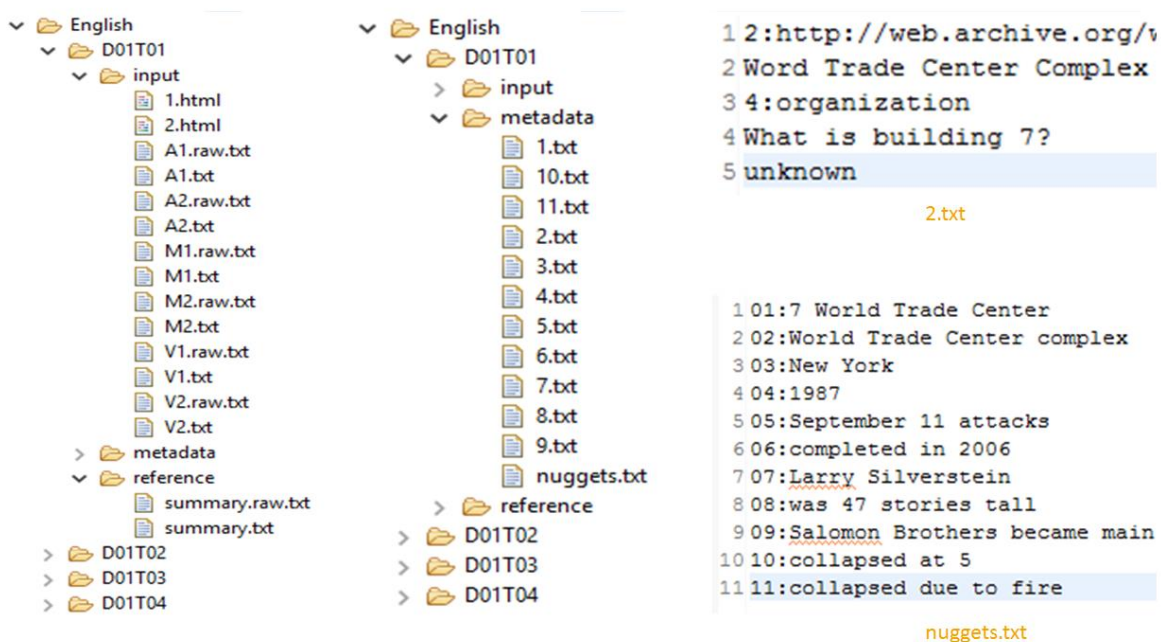 English
D01T01
input
1.html
2.html
A1.raw.txt
A1.txt
A2.raw.txt
A2.txt
M1.raw.txt
M1.txt
M2.raw.txt
M2.txt
V1.raw.txt
V1.txt
V2.raw.txt
V2.txt
metadata
reference
summary.raw.txt
summary.txt
D01T02
D01T03
D01T04
English
D01T01
input
metadata
1.txt
10.txt
11.txt
2.txt
3.txt
4.txt
5.txt
6.txt
7.txt
8.txt
9.txt
nuggets.txt
reference
D01T02
D01T03
D01T04
1 2:http://web.archive.org/w
2 Word Trade Center Complex
3 4:organization
4 What is building 7?
5 unknown
2.txt
1 01:7 World Trade Center
2 02:World Trade Center complex
3 03:New York
4 04:1987
5 05:September 11 attacks
6 06:completed in 2006
7 07:Larry Silverstein
8 08:was 47 stories tall
9 09:Salomon Brothers became main
10 10:collapsed at 5
11 11:collapsed due to fire
nuggets.txt